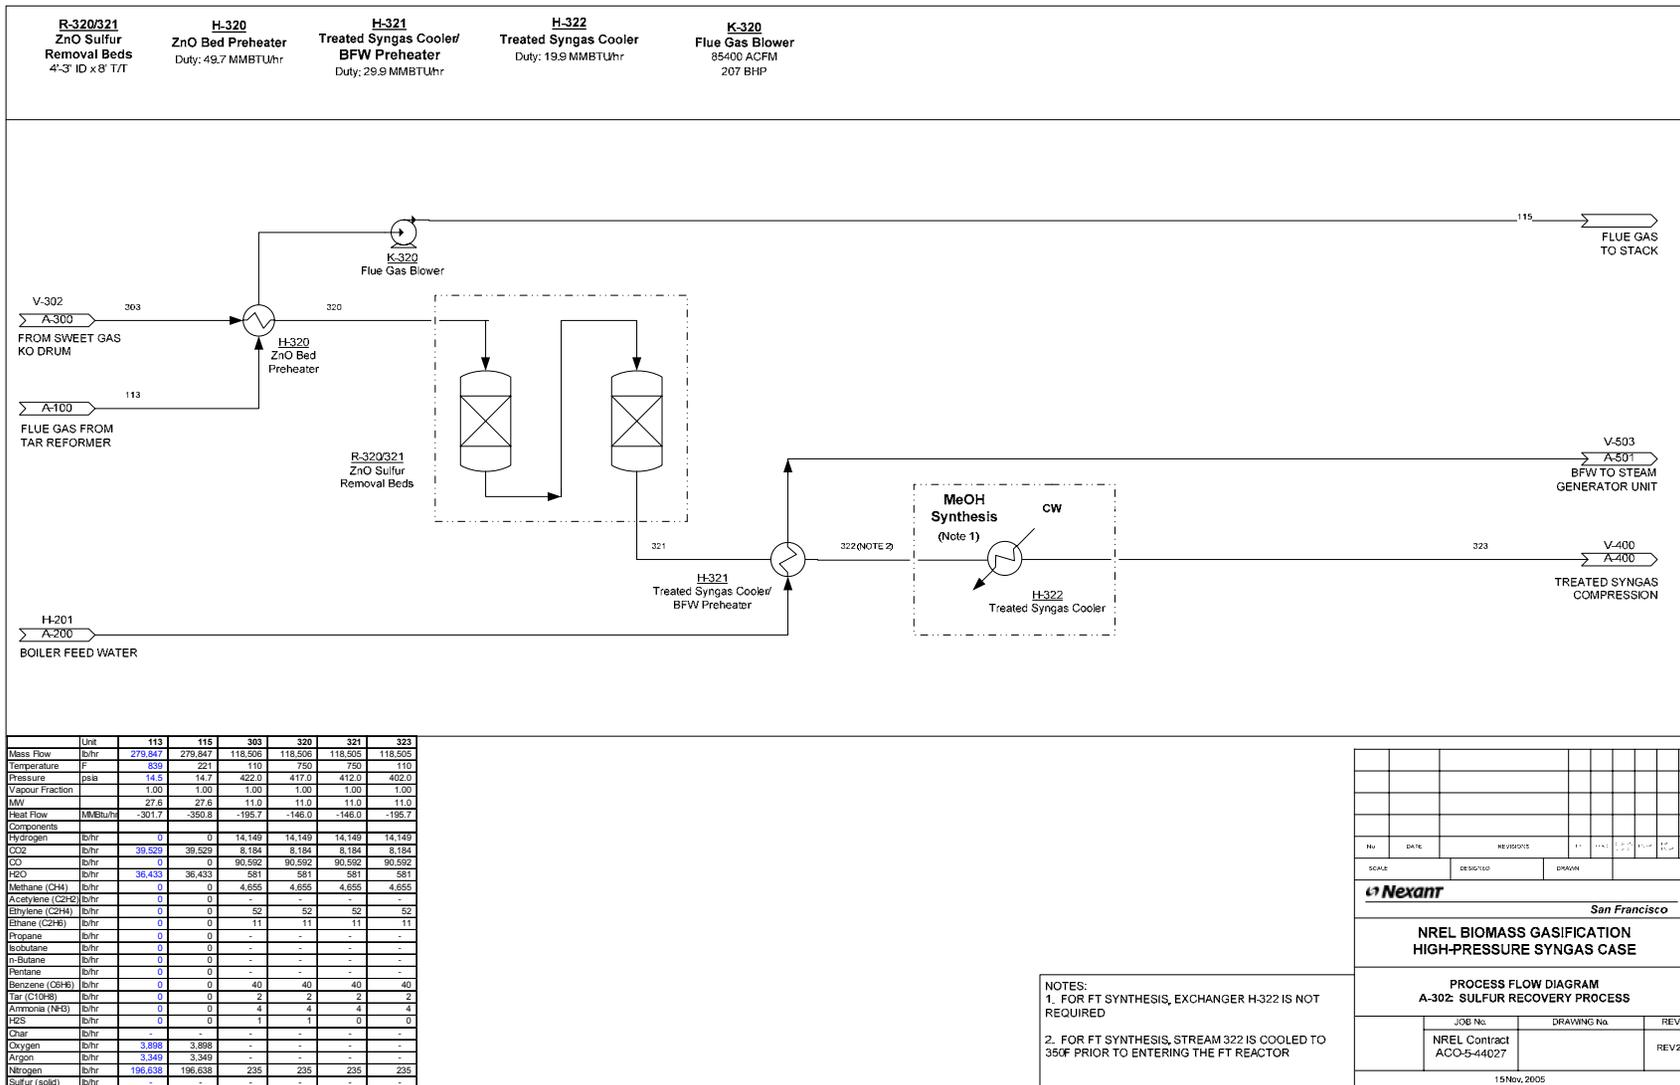 R-320/321
ZnO Sulfur
Removal Beds
4'-3' ID x 8' T/T
H-320
ZnO Bed Preheater
Duty: 49.7 MMBTU/hr
H-321
Treated Syngas Cooler/
BFW Preheater
Duty: 29.9 MMBTU/hr
H-322
Treated Syngas Cooler
Duty: 19.9 MMBTU/hr
K-320
Flue Gas Blower
85400 ACFM
207 BHP
115
FLUE GAS
TO STACK
K-320
Flue Gas Blower
V-302
A-300
303
320
FROM SWEET GAS
KO DRUM
H-320
ZnO Bed
Preheater
113
A-100
FLUE GAS FROM
TAR REFORMER
R-320/321
ZnO Sulfur
Removal Beds
V-503
A-501
BFW TO STEAM
GENERATOR UNIT
MeOH
Synthesis
(Note 1)
CW
321
322(NOTE 2)
323
V-400
A-400
TREATED SYNGAS
COMPRESSION
H-321
Treated Syngas Cooler/
BFW Preheater
H-322
Treated Syngas Cooler
H-201
A-200
BOILER FEED WATER
Unit 113 115 303 320 321 323
Mass Flow lb/hr 279,847 279,847 118,506 118,506 118,505 118,505
Temperature F 839 221 110 750 750 110
Pressure psia 14.5 14.7 422.0 417.0 412.0 402.0
Vapour Fraction 1.00 1.00 1.00 1.00 1.00 1.00
MW 27.6 27.6 11.0 11.0 11.0 11.0
Heat Flow MMBtu/hr -301.7 -350.8 -195.7 -146.0 -146.0 -195.7
Components
Hydrogen lb/hr 0 0 14,149 14,149 14,149 14,149
CO2 lb/hr 39,529 39,529 8,184 8,184 8,184 8,184
CO lb/hr 0 0 90,592 90,592 90,592 90,592
H2O lb/hr 36,433 36,433 581 581 581 581
Methane (CH4) lb/hr 0 0 4,655 4,655 4,655 4,655
Acetylene (C2H2) lb/hr 0 0 - - - -
Ethylene (C2H4) lb/hr 0 0 52 52 52 52
Ethane (C2H6) lb/hr 0 0 11 11 11 11
Propane lb/hr 0 0 - - - -
Isobutane lb/hr 0 0 - - - -
n-Butane lb/hr 0 0 - - - -
Pentane lb/hr 0 0 - - - -
Benzene (C6H6) lb/hr 0 0 40 40 40 40
Tar (C10H8) lb/hr 0 0 2 2 2 2
Ammonia (NH3) lb/hr 0 0 4 4 4 4
H2S lb/hr 0 0 1 1 0 0
Char lb/hr - - - - - -
Oxygen lb/hr 3,898 3,898 - - - -
Argon lb/hr 3,349 3,349 - - - -
Nitrogen lb/hr 196,638 196,638 235 235 235 235
Sulfur (solid) lb/hr - - - - - -
NOTES:
1. FOR FT SYNTHESIS, EXCHANGER H-322 IS NOT
REQUIRED
2. FOR FT SYNTHESIS, STREAM 322 IS COOLED TO
350F PRIOR TO ENTERING THE FT REACTOR
No DATE REVISIONS
SCALE DESIGNED DRAWN
Nexant
San Francisco
NREL BIOMASS GASIFICATION
HIGH-PRESSURE SYNGAS CASE
PROCESS FLOW DIAGRAM
A-302: SULFUR RECOVERY PROCESS
JOB No. DRAWING No. REV
NREL Contract
ACO-5-44027
REV2
15 Nov, 2005